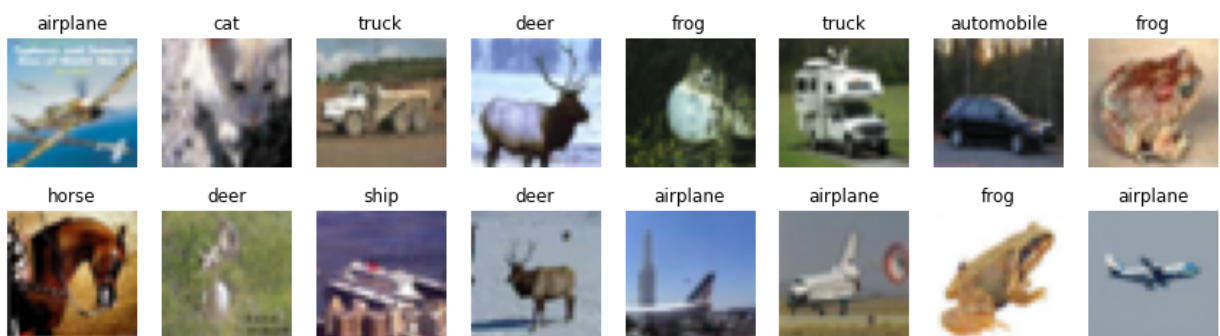 airplane
cat
truck
deer
frog
truck
automobile
frog
horse
deer
ship
deer
airplane
airplane
frog
airplane